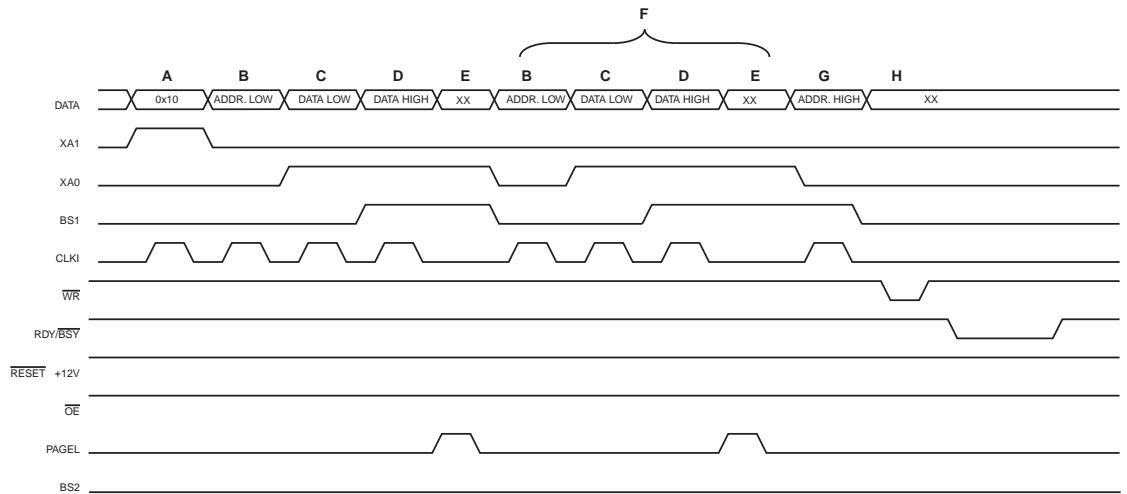 F
A B C D E B C D E G H
DATA 0x10 ADDR. LOW DATA LOW DATA HIGH XX ADDR. LOW DATA LOW DATA HIGH XX ADDR. HIGH XX
XA1
XA0
BS1
CLKI
WR
RDY/BSY
RESET +12V
OE
PAGEL
BS2